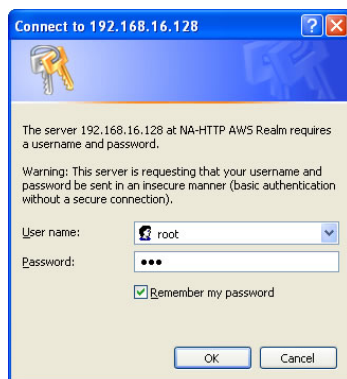 Connect to 192.168.16.128
The server 192.168.16.128 at NA-HTTP AWS Realm requires
a username and password.
Warning: This server is requesting that your username and
password be sent in an insecure manner (basic authentication
without a secure connection).
User name:
root
Password:
•••
Remember my password
OK
Cancel